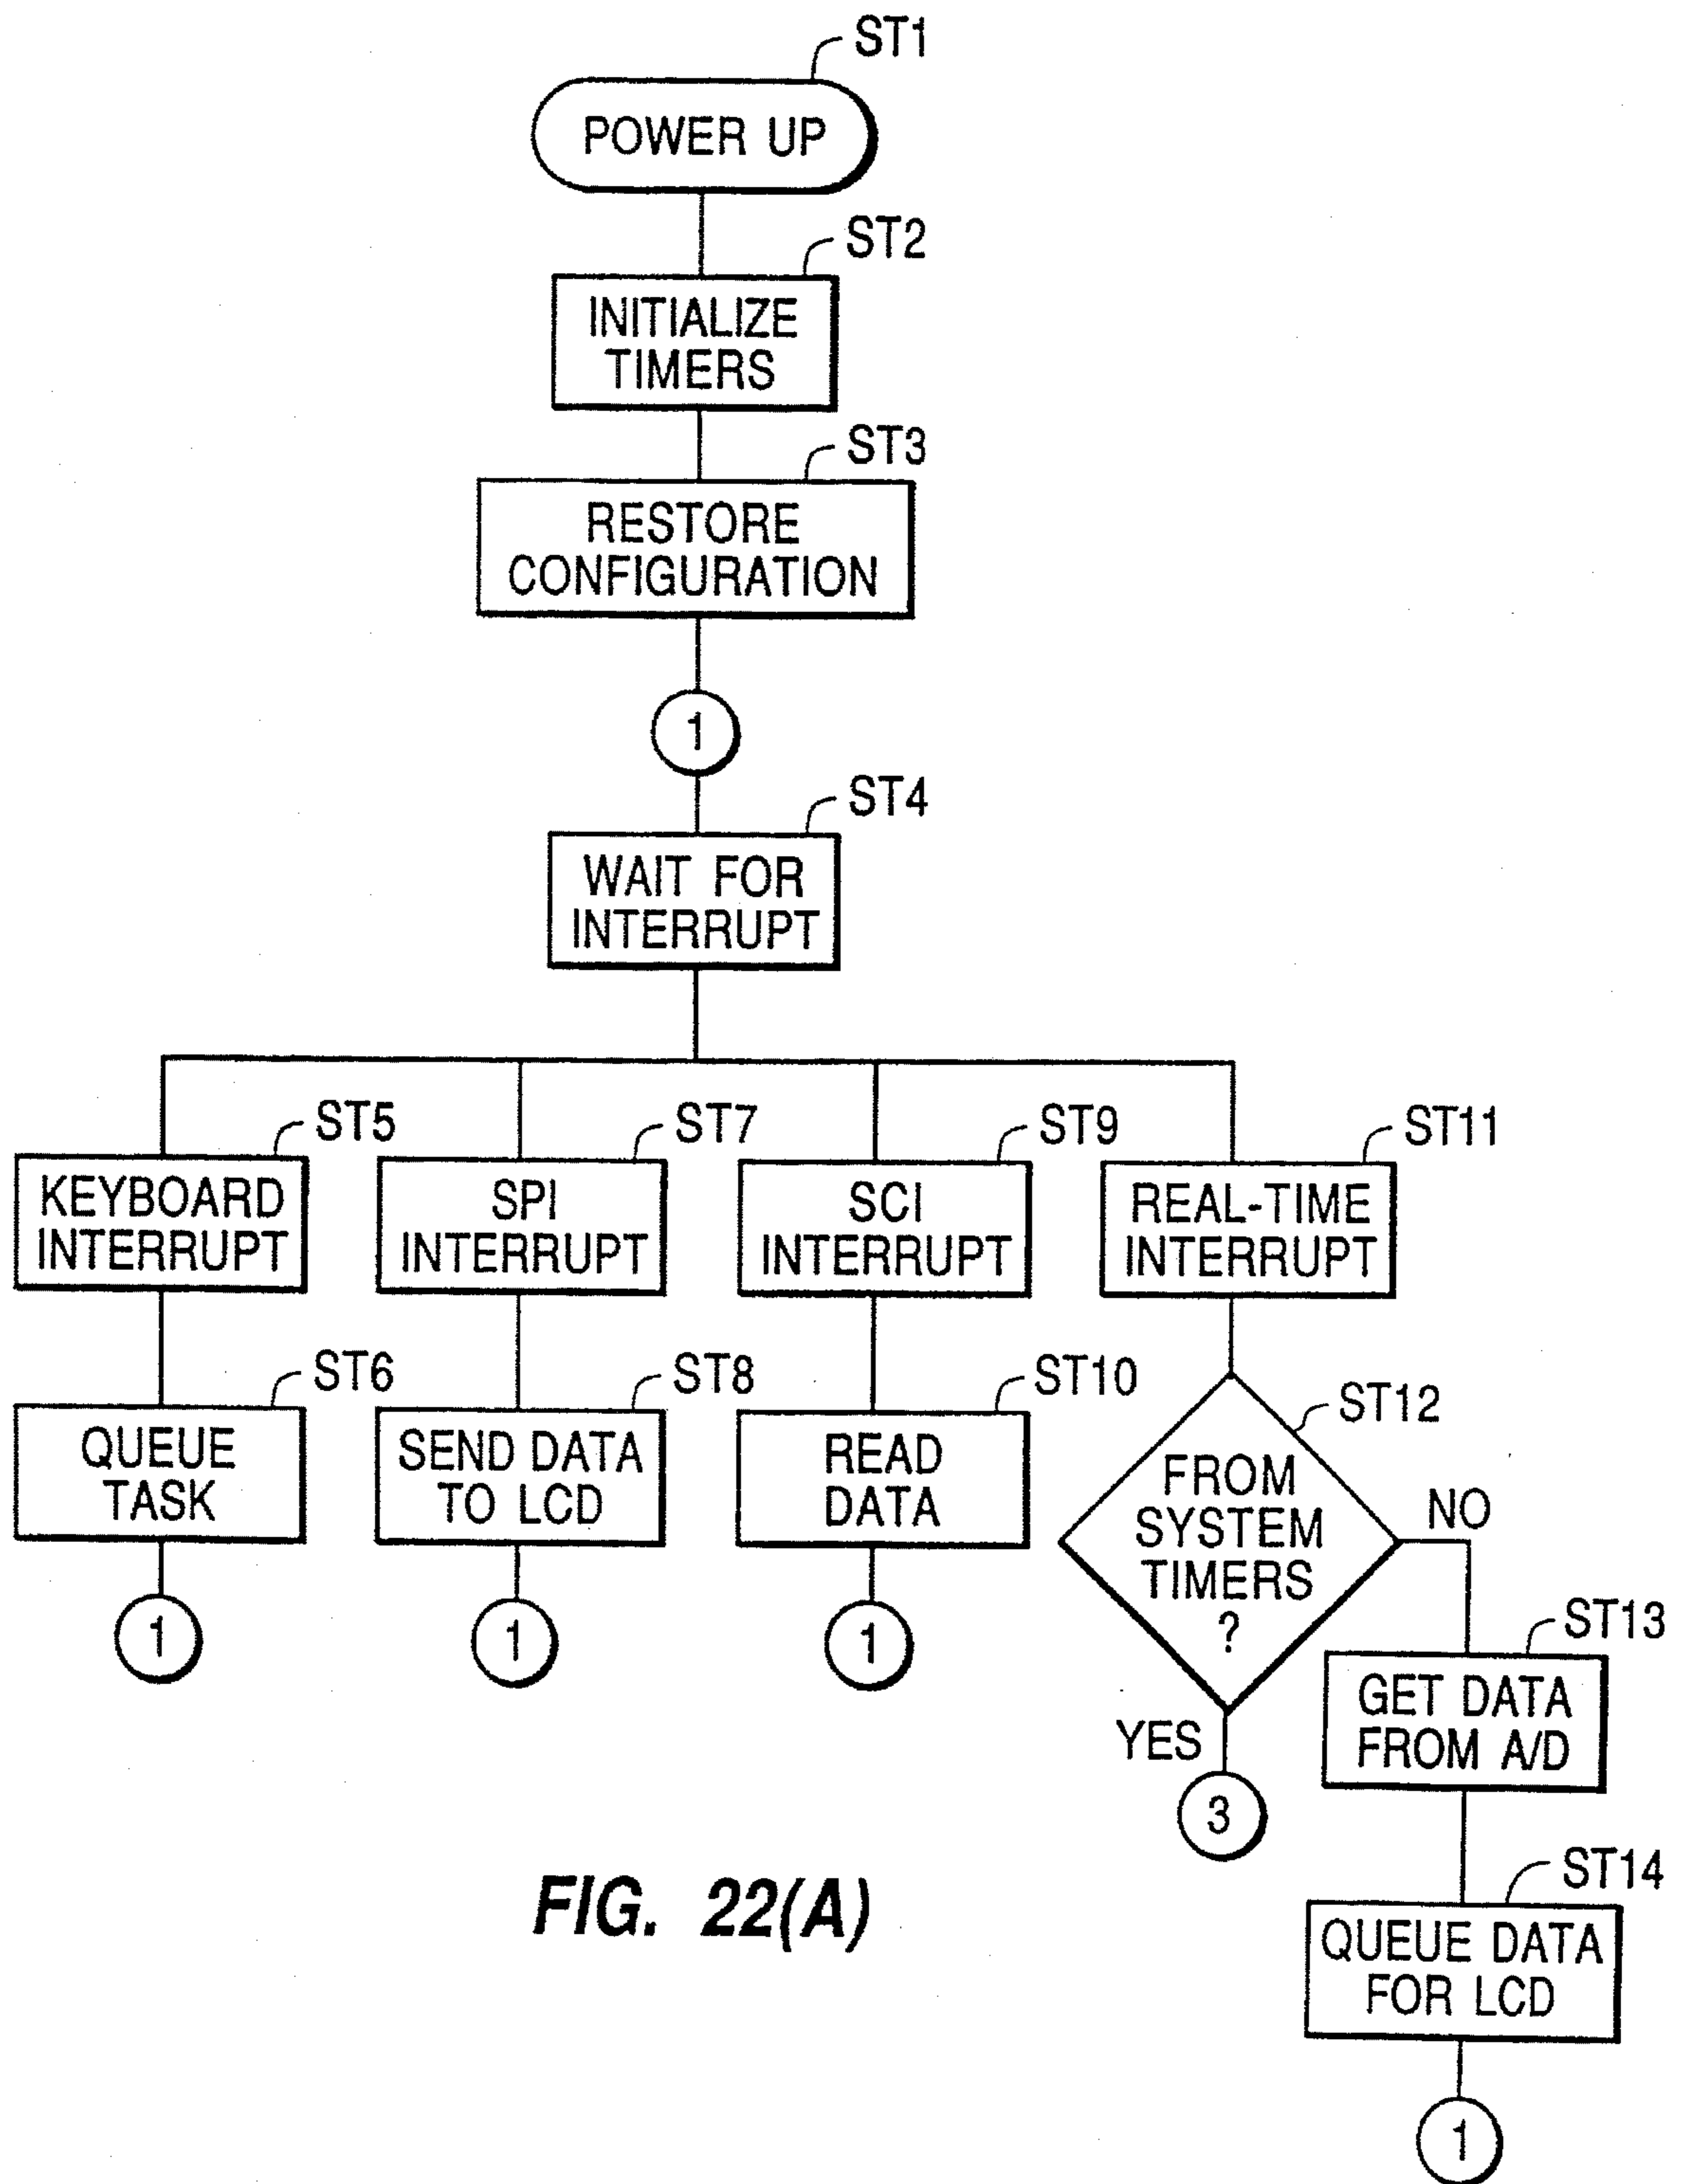 ST1
POWER UP
ST2
INITIALIZE
TIMERS
ST3
RESTORE
CONFIGURATION
1
ST4
WAIT FOR
INTERRUPT
ST5
KEYBOARD
INTERRUPT
ST6
QUEUE
TASK
1
ST7
SPI
INTERRUPT
ST8
SEND DATA
TO LCD
1
ST9
SCI
INTERRUPT
ST10
READ
DATA
1
ST11
REAL-TIME
INTERRUPT
ST12
FROM
SYSTEM
TIMERS
?
YES
3
NO
ST13
GET DATA
FROM A/D
ST14
QUEUE DATA
FOR LCD
1
FIG. 22(A)